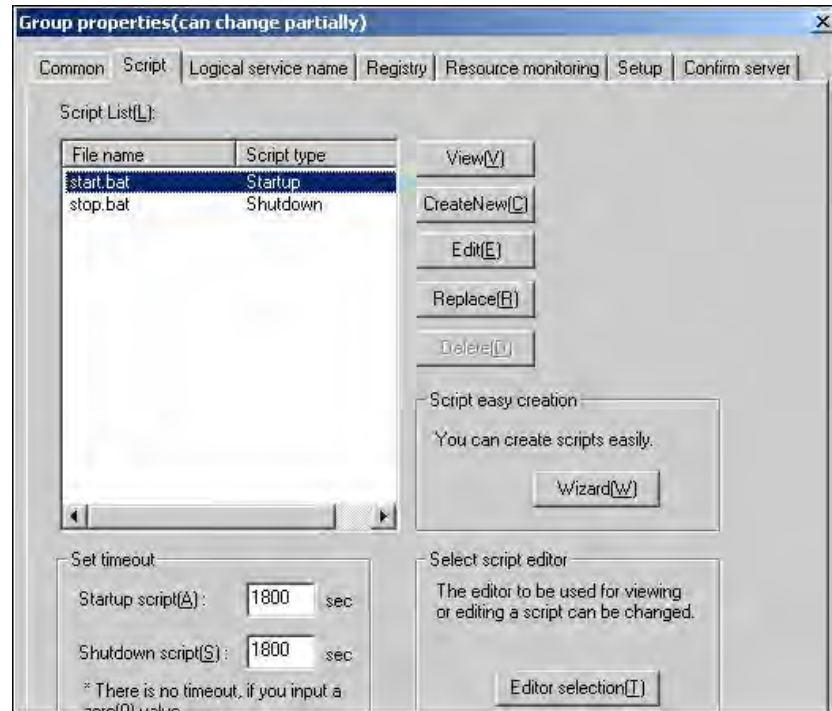 Group properties(can change partially)
Common Script Logical service name Registry Resource monitoring Setup Confirm server
Script List(L):
File name Script type
start.bat Startup
stop.bat Shutdown
View(V)
CreateNew(C)
Edit(E)
Replace(R)
Delete(D)
Script easy creation
You can create scripts easily.
Wizard(W)
Set timeout
Startup script(A) : 1800 sec
Shutdown script(S) : 1800 sec
* There is no timeout, if you input a
zero(0) value
Select script editor
The editor to be used for viewing
or editing a script can be changed.
Editor selection(T)